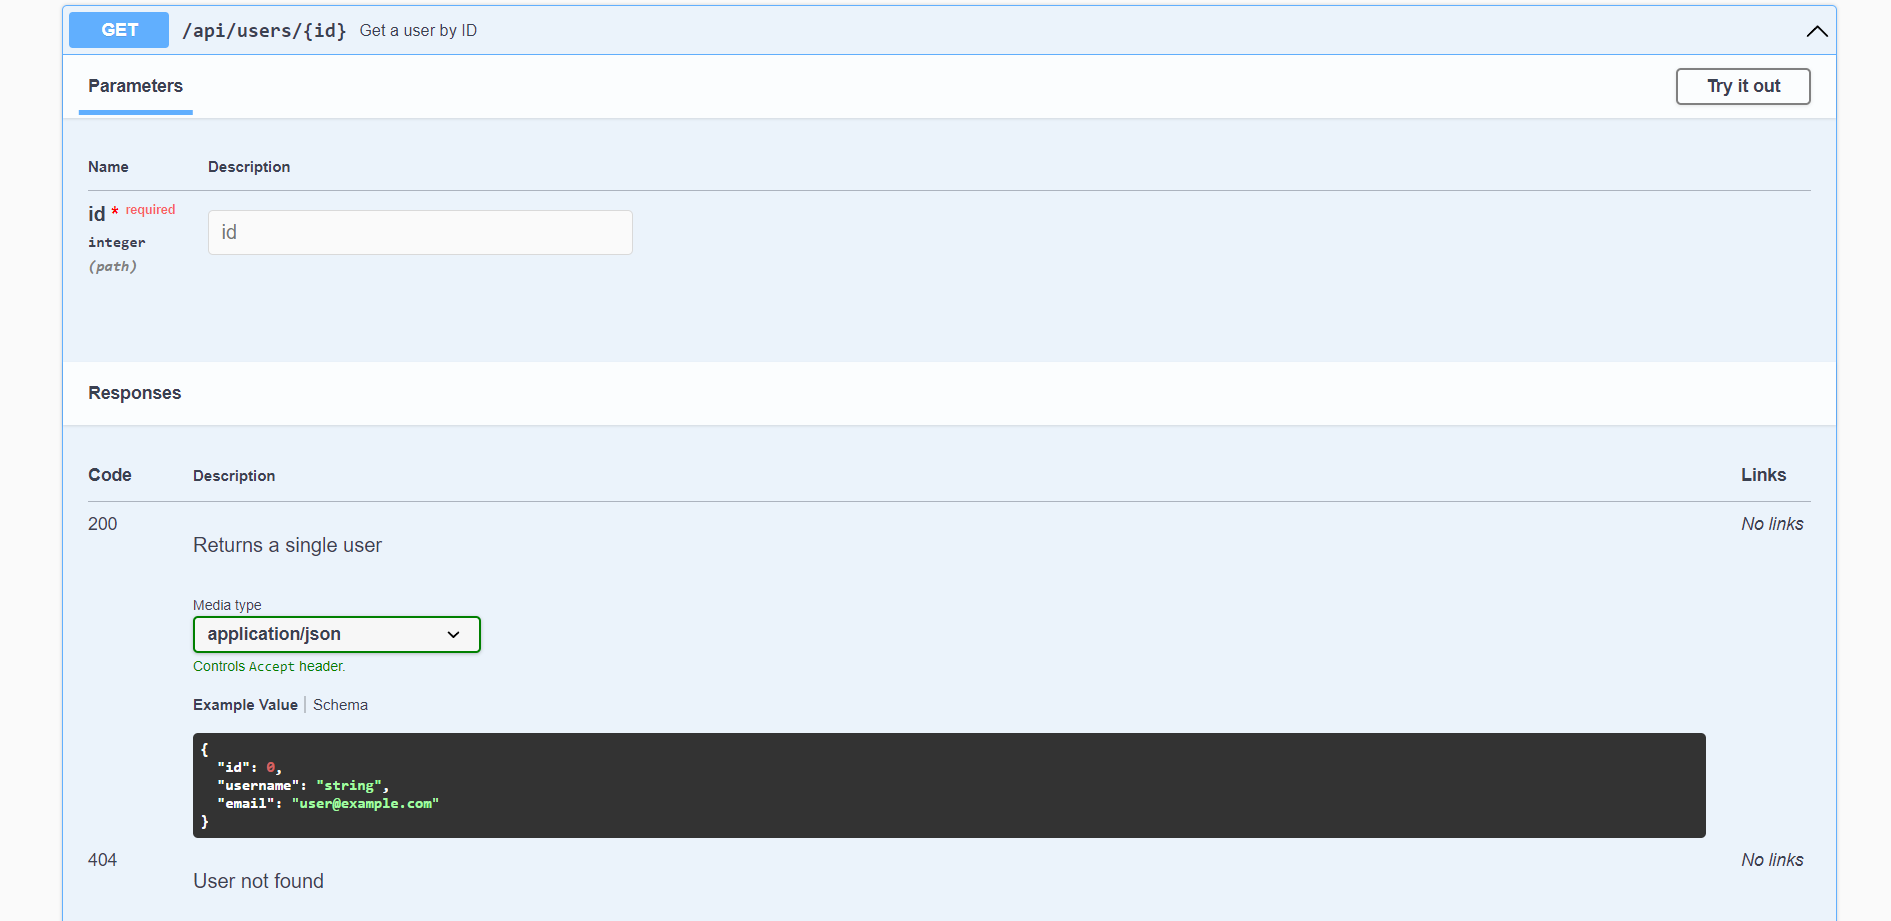 GET /api/users/{id} Get a user by ID
Parameters
Try it out
Name Description
id * required
integer
(path)
id
Responses
Code Description Links
200 No links
Returns a single user
Media type
application/json
Controls Accept header.
Example Value Schema
{
  "id": 0,
  "username": "string",
  "email": "user@example.com"
}
404 No links
User not found